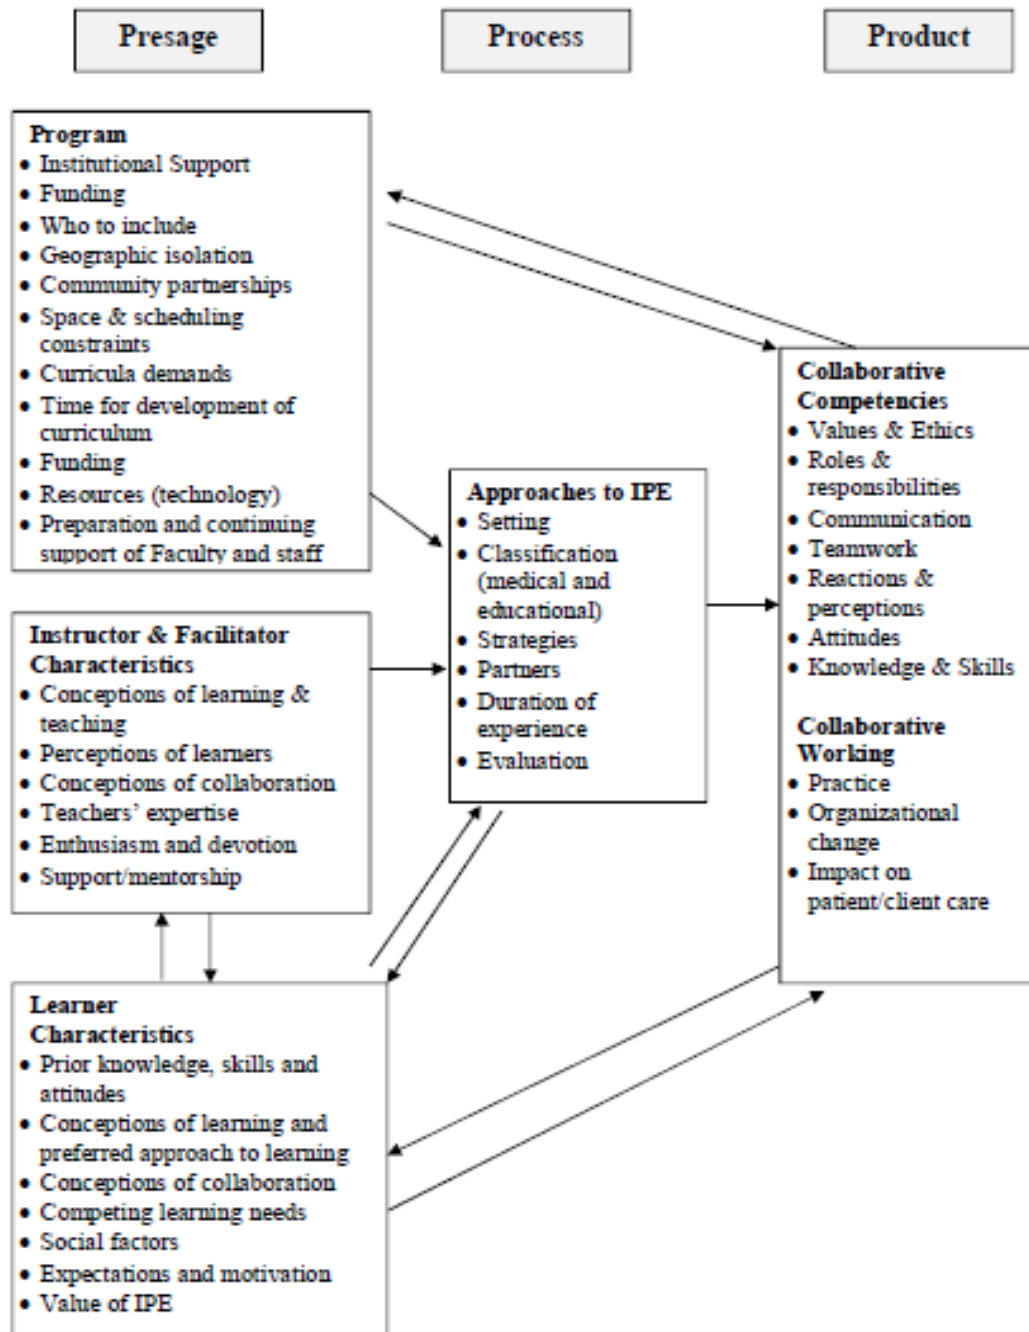 Presage
Process
Product
Program
• Institutional Support
• Funding
• Who to include
• Geographic isolation
• Community partnerships
• Space & scheduling
constraints
• Curricula demands
• Time for development of
curriculum
• Funding
• Resources (technology)
• Preparation and continuing
support of Faculty and staff
Instructor & Facilitator
Characteristics
• Conceptions of learning &
teaching
• Perceptions of learners
• Conceptions of collaboration
• Teachers’ expertise
• Enthusiasm and devotion
• Support/mentorship
Learner
Characteristics
• Prior knowledge, skills and
attitudes
• Conceptions of learning and
preferred approach to learning
• Conceptions of collaboration
• Competing learning needs
• Social factors
• Expectations and motivation
• Value of IPE
Approaches to IPE
• Setting
• Classification
(medical and
educational)
• Strategies
• Partners
• Duration of
experience
• Evaluation
Collaborative
Competencies
• Values & Ethics
• Roles &
responsibilities
• Communication
• Teamwork
• Reactions &
perceptions
• Attitudes
• Knowledge & Skills
Collaborative
Working
• Practice
• Organizational
change
• Impact on
patient/client care